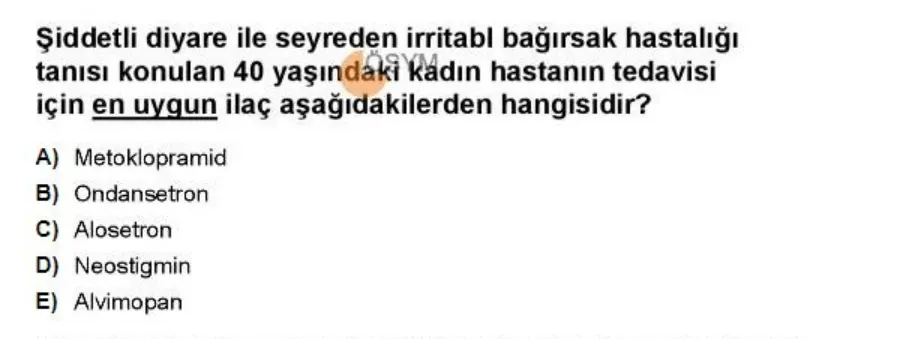 Şiddetli diyare ile seyreden irritabl bağırsak hastalığı
ÖSYM
tanısı konulan 40 yaşındaki kadın hastanın tedavisi
için en uygun ilaç aşağıdakilerden hangisidir?
A) Metoklopramid
B) Ondansetron
C) Alosetron
D) Neostigmin
E) Alvimopan